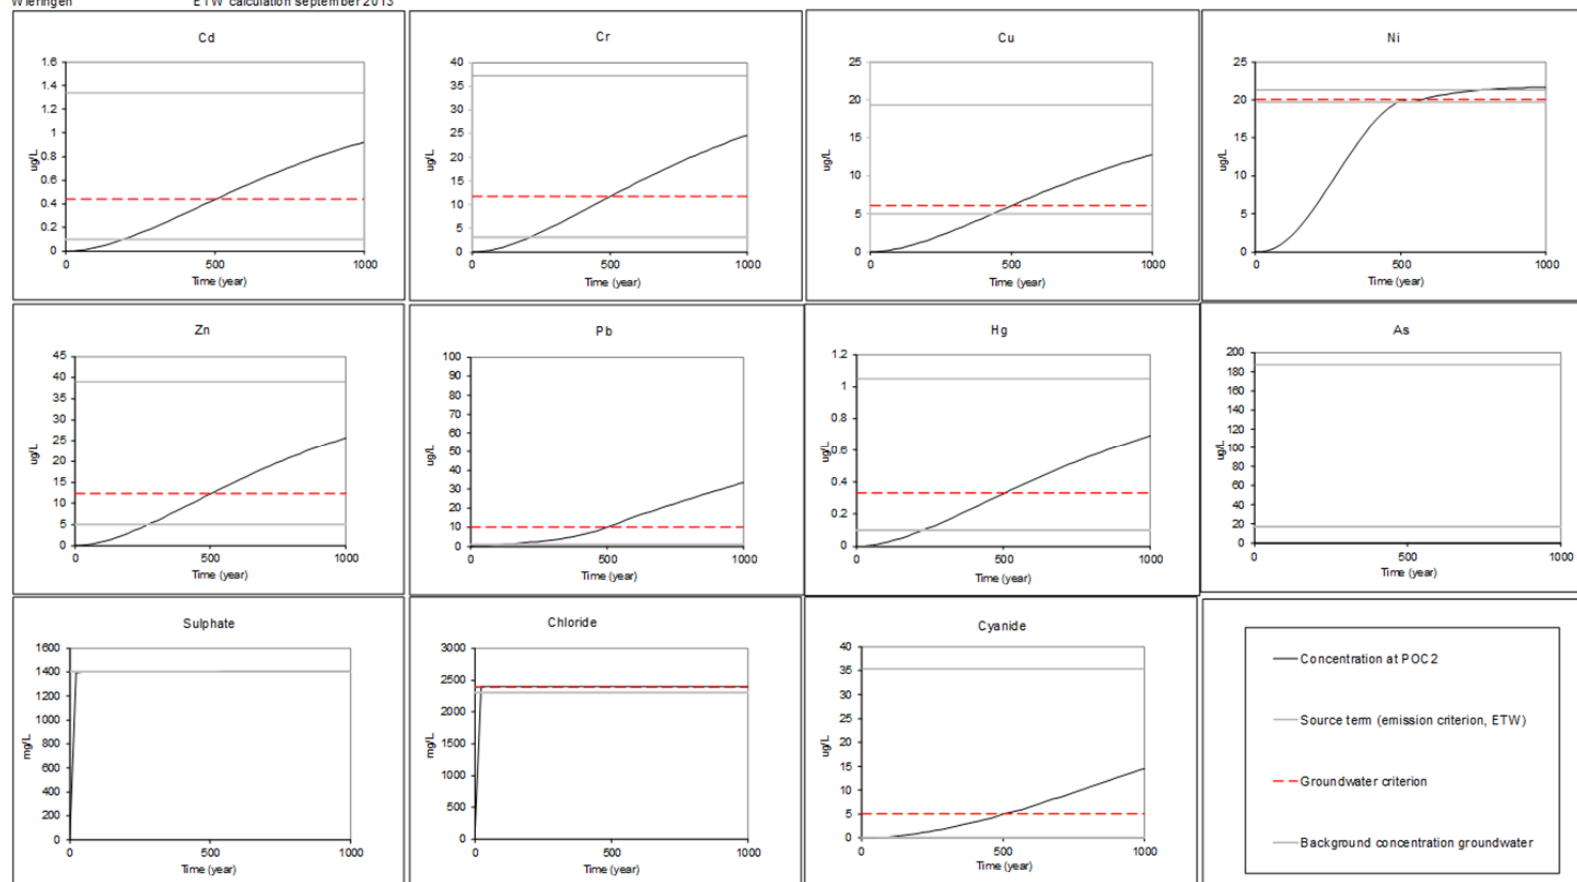 Wieringen ETW calculation september 2013
Cd
1.6
1.4
1.2
1
0.8
0.6
0.4
0.2
0
ug/L
0 500 1000
Time (year)
Cr
40
35
30
25
20
15
10
5
0
ug/L
0 500 1000
Time (year)
Cu
25
20
15
10
5
0
ug/L
0 500 1000
Time (year)
Ni
25
20
15
10
5
0
ug/L
0 500 1000
Time (year)
Zn
45
40
35
30
25
20
15
10
5
0
ug/L
0 500 1000
Time (year)
Pb
100
90
80
70
60
50
40
30
20
10
0
ug/L
0 500 1000
Time (year)
Hg
1.2
1
0.8
0.6
0.4
0.2
0
ug/L
0 500 1000
Time (year)
As
200
180
160
140
120
100
80
60
40
20
0
ug/L
0 500 1000
Time (year)
Sulphate
1600
1400
1200
1000
800
600
400
200
0
mg/L
0 500 1000
Time (year)
Chloride
3000
2500
2000
1500
1000
500
0
mg/L
0 500 1000
Time (year)
Cyanide
40
35
30
25
20
15
10
5
0
ug/L
0 500 1000
Time (year)
Concentration at POC2
Source term (emission criterion, ETW)
Groundwater criterion
Background concentration groundwater